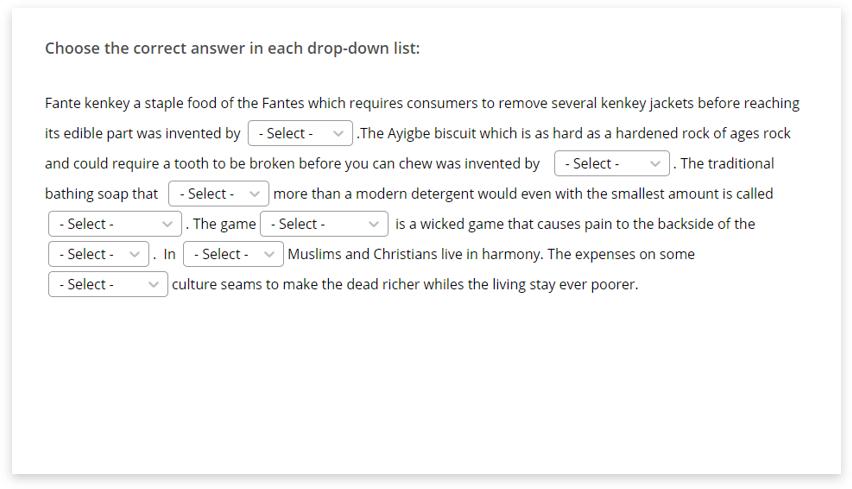 Choose the correct answer in each drop-down list:
Fante kenkey a staple food of the Fantes which requires consumers to remove several kenkey jackets before reaching
its edible part was invented by - Select - .The Ayigbe biscuit which is as hard as a hardened rock of ages rock
and could require a tooth to be broken before you can chew was invented by - Select - . The traditional
bathing soap that - Select - more than a modern detergent would even with the smallest amount is called
- Select - . The game - Select - is a wicked game that causes pain to the backside of the
- Select - . In - Select - Muslims and Christians live in harmony. The expenses on some
- Select - culture seams to make the dead richer whiles the living stay ever poorer.